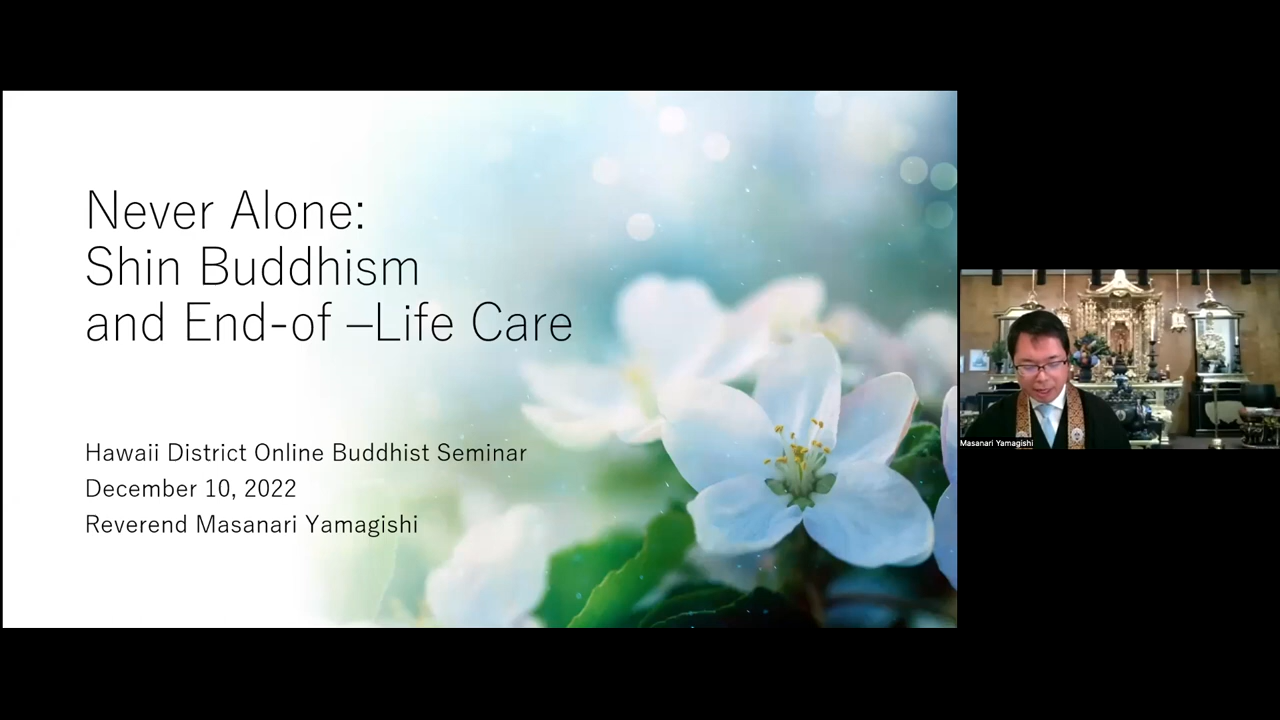 Never Alone:
Shin Buddhism
and End-of –Life Care
Hawaii District Online Buddhist Seminar
December 10, 2022
Reverend Masanari Yamagishi
Masanari Yamagishi